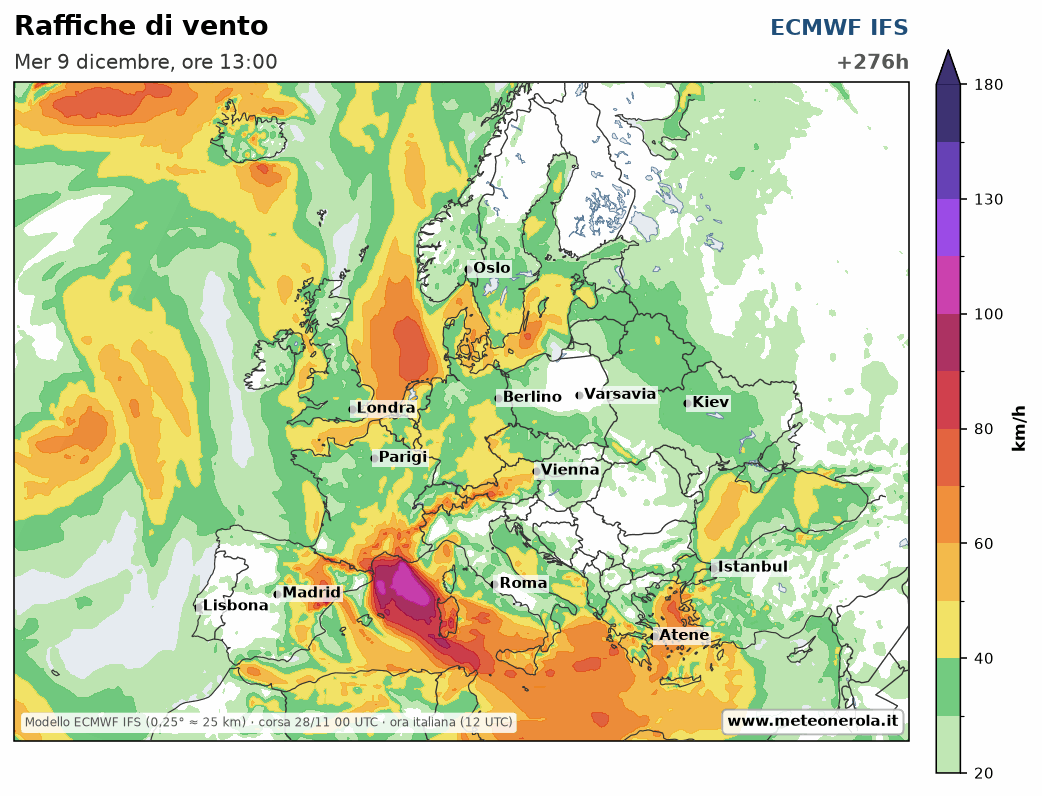 Raffiche di vento
ECMWF IFS
Mer 9 dicembre, ore 13:00
+276h
180
130
100
80
60
40
20
km/h
Oslo
Londra
Berlino
Varsavia
Kiev
Parigi
Vienna
Istanbul
Roma
Madrid
Lisbona
Atene
Modello ECMWF IFS (0,25° ≈ 25 km) · corsa 28/11 00 UTC · ora italiana (12 UTC)
www.meteonerola.it